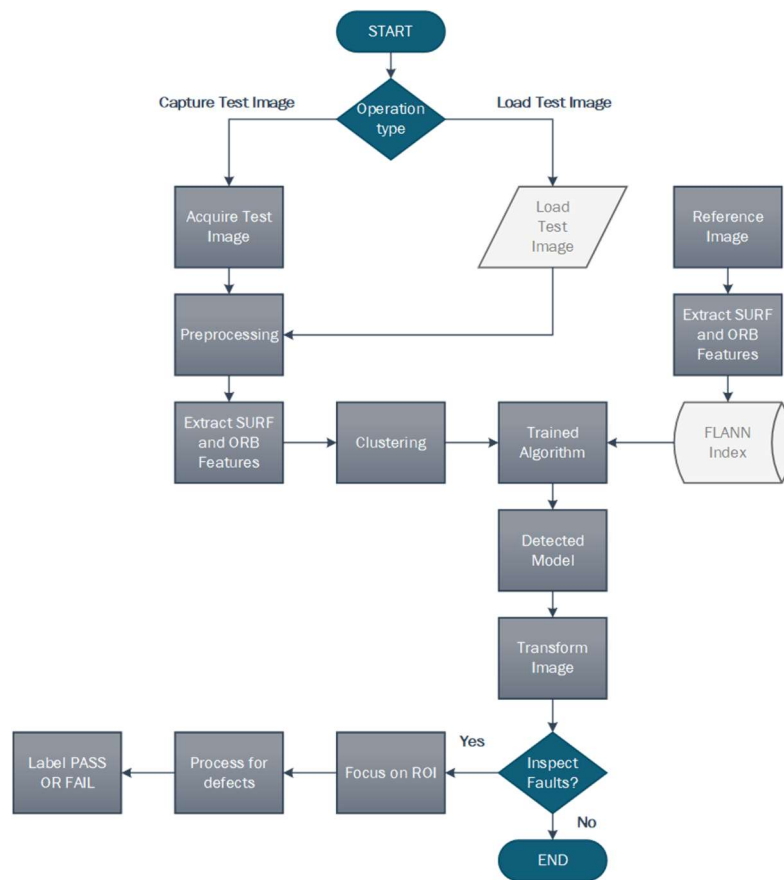 START
Capture Test Image
Operation
type
Load Test Image
Acquire Test
Image
Load
Test
Image
Reference
Image
Preprocessing
Extract SURF
and ORB
Features
Extract SURF
and ORB
Features
Clustering
Trained
Algorithm
FLANN
Index
Detected
Model
Transform
Image
Label PASS
OR FAIL
Process for
defects
Focus on ROI
Yes
Inspect
Faults?
No
END